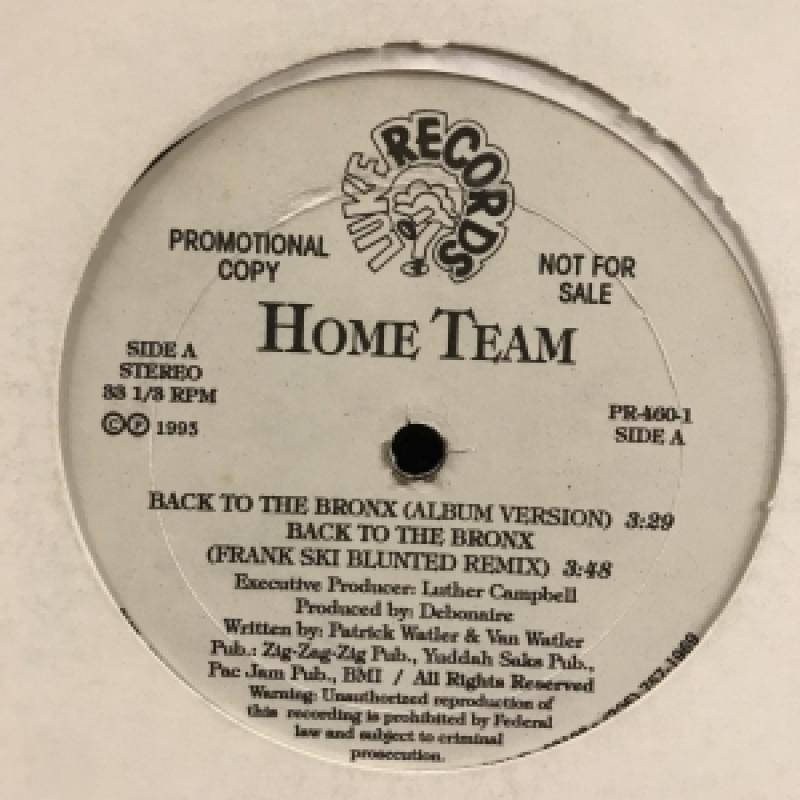 LUKE RECORDS
PROMOTIONAL
COPY
NOT FOR
SALE
HOME TEAM
SIDE A
STEREO
33 1/3 RPM
©℗ 1993
PR-460-1
SIDE A
BACK TO THE BRONX (ALBUM VERSION) 3:29
BACK TO THE BRONX
(FRANK SKI BLUNTED REMIX) 3:48
Executive Producer: Luther Campbell
Produced by: Debonaire
Written by: Patrick Watler & Van Watler
Pub.: Zig-Zag-Zig Pub., Yuddah Saks Pub.,
Pac Jam Pub., BMI / All Rights Reserved
Warning: Unauthorized reproduction of
this recording is prohibited by Federal
law and subject to criminal
prosecution.